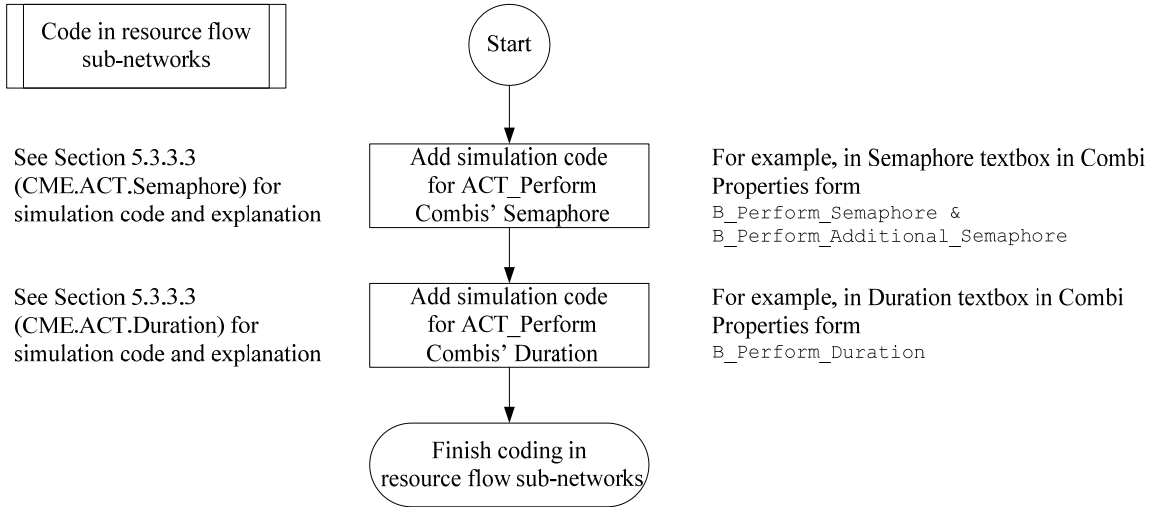 Code in resource flow
sub-networks
Start
See Section 5.3.3.3
(CME.ACT.Semaphore) for
simulation code and explanation
Add simulation code
for ACT_Perform
Combis’ Semaphore
For example, in Semaphore textbox in Combi
Properties form
B_Perform_Semaphore &
B_Perform_Additional_Semaphore
See Section 5.3.3.3
(CME.ACT.Duration) for
simulation code and explanation
Add simulation code
for ACT_Perform
Combis’ Duration
For example, in Duration textbox in Combi
Properties form
B_Perform_Duration
Finish coding in
resource flow sub-networks